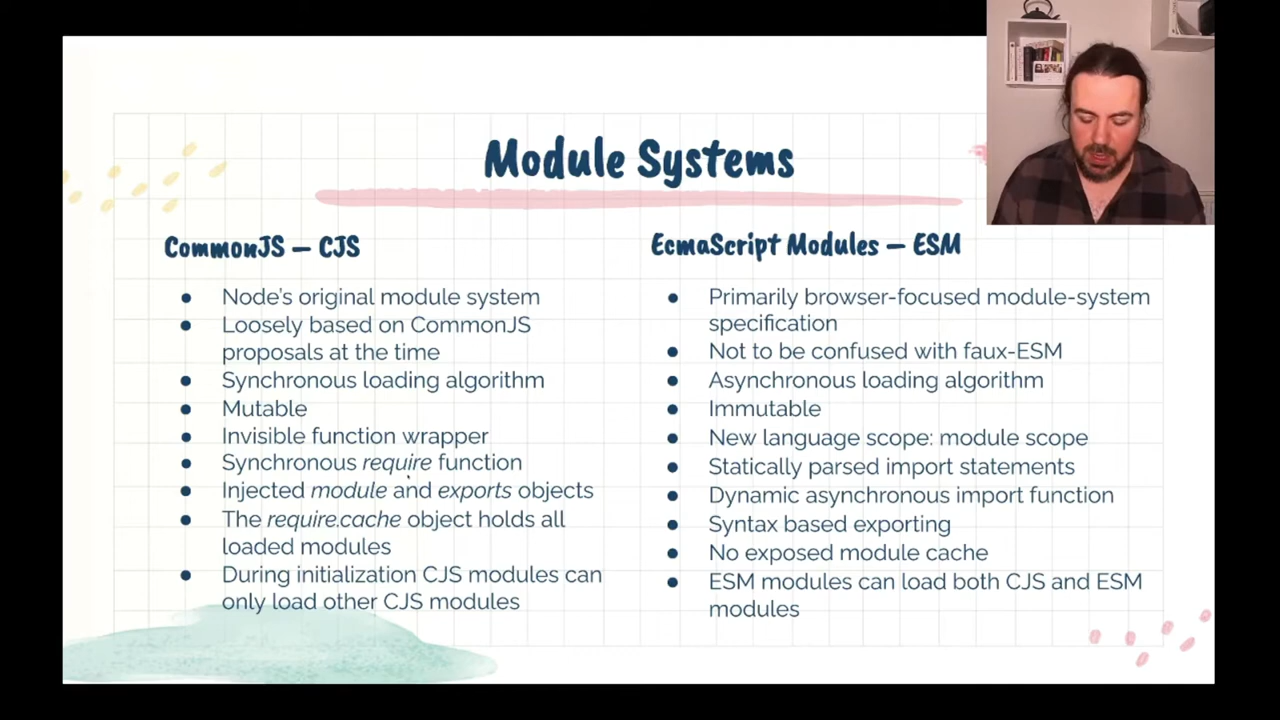 Module Systems
CommonJS – CJS
Node's original module system
Loosely based on CommonJS
proposals at the time
Synchronous loading algorithm
Mutable
Invisible function wrapper
Synchronous require function
Injected module and exports objects
The require.cache object holds all
loaded modules
During initialization CJS modules can
only load other CJS modules
EcmaScript Modules – ESM
Primarily browser-focused module-system
specification
Not to be confused with faux-ESM
Asynchronous loading algorithm
Immutable
New language scope: module scope
Statically parsed import statements
Dynamic asynchronous import function
Syntax based exporting
No exposed module cache
ESM modules can load both CJS and ESM
modules